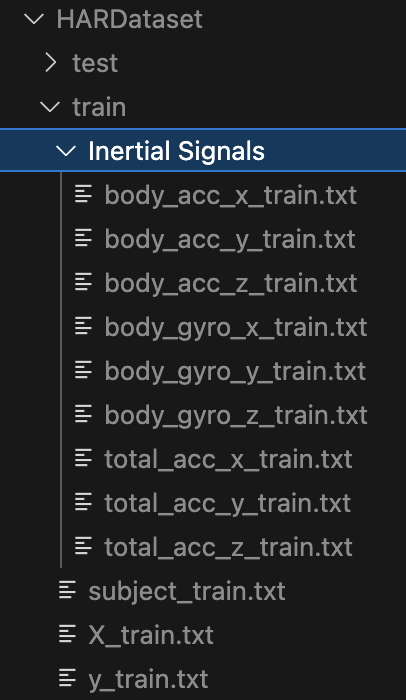 HARDataset
test
train
Inertial Signals
body_acc_x_train.txt
body_acc_y_train.txt
body_acc_z_train.txt
body_gyro_x_train.txt
body_gyro_y_train.txt
body_gyro_z_train.txt
total_acc_x_train.txt
total_acc_y_train.txt
total_acc_z_train.txt
subject_train.txt
X_train.txt
y_train.txt